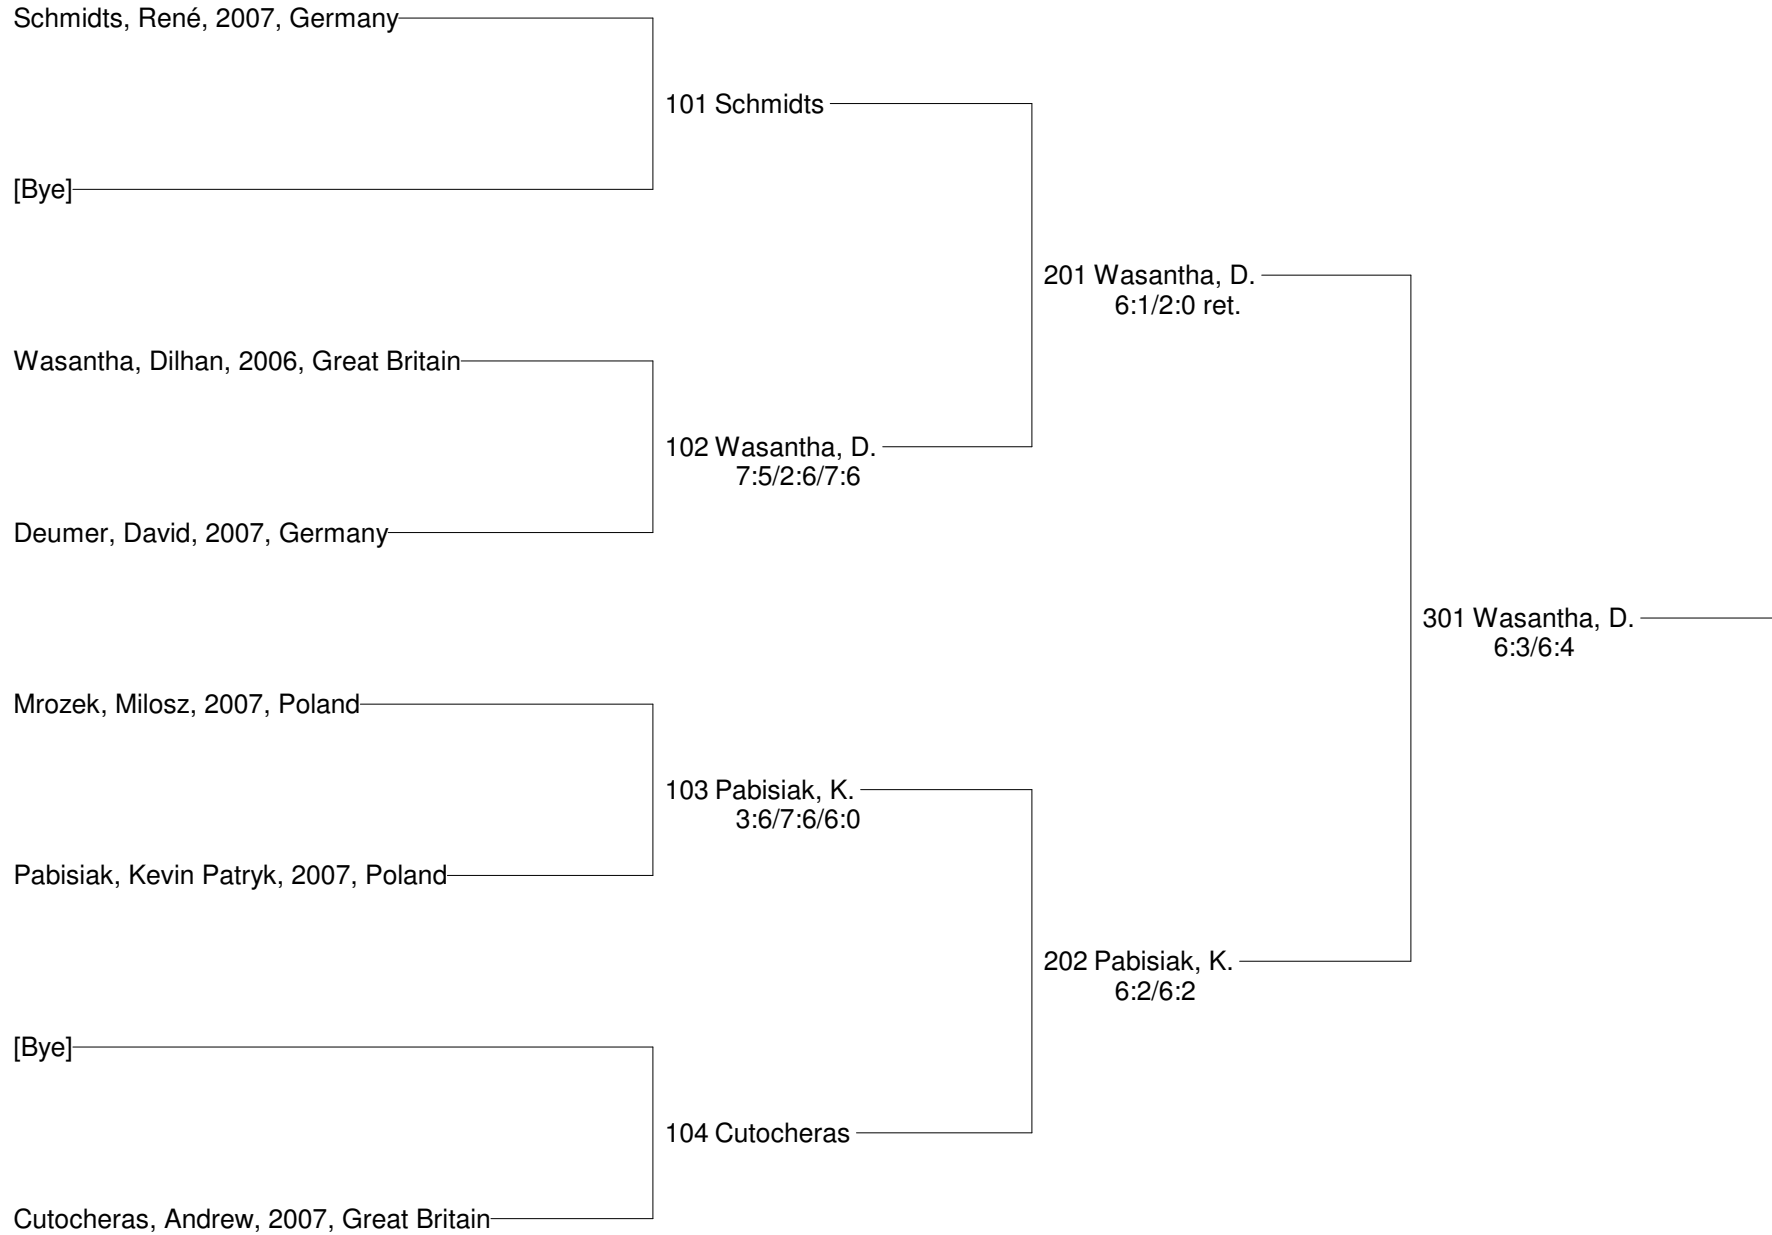 Schmidts, René, 2007, Germany
101 Schmidts
[Bye]
201 Wasantha, D.
6:1/2:0 ret.
Wasantha, Dilhan, 2006, Great Britain
102 Wasantha, D.
7:5/2:6/7:6
Deumer, David, 2007, Germany
301 Wasantha, D.
6:3/6:4
Mrozek, Milosz, 2007, Poland
103 Pabisiak, K.
3:6/7:6/6:0
Pabisiak, Kevin Patryk, 2007, Poland
202 Pabisiak, K.
6:2/6:2
[Bye]
104 Cutocheras
Cutocheras, Andrew, 2007, Great Britain